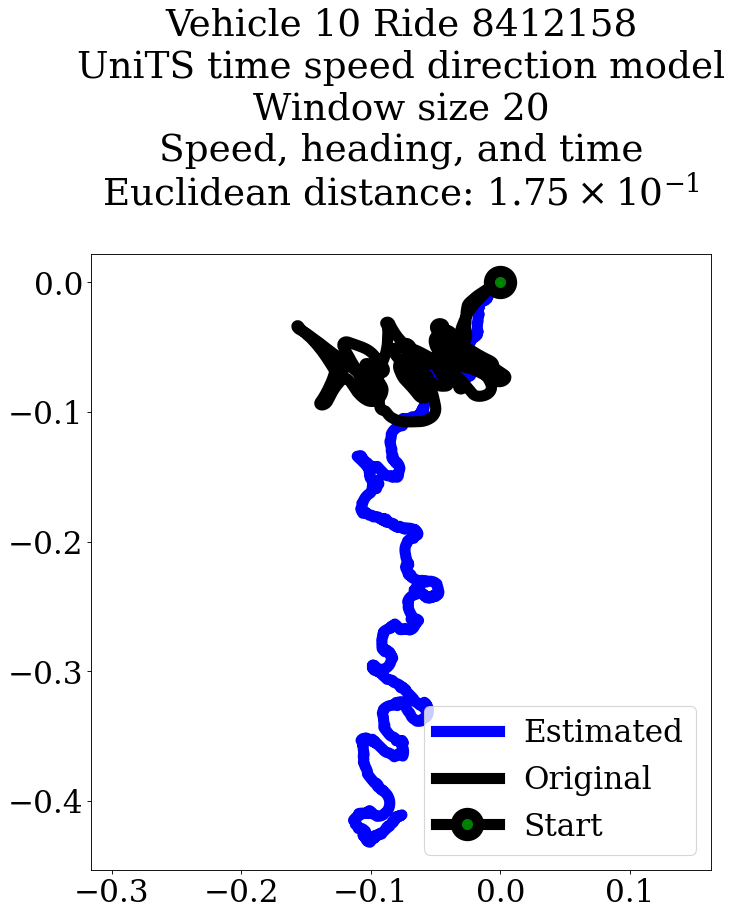 Vehicle 10 Ride 8412158
UniTS time speed direction model
Window size 20
Speed, heading, and time
Euclidean distance: 1.75 × 10⁻¹
0.0
−0.1
−0.2
−0.3
−0.4
Estimated
Original
Start
−0.3 −0.2 −0.1 0.0 0.1